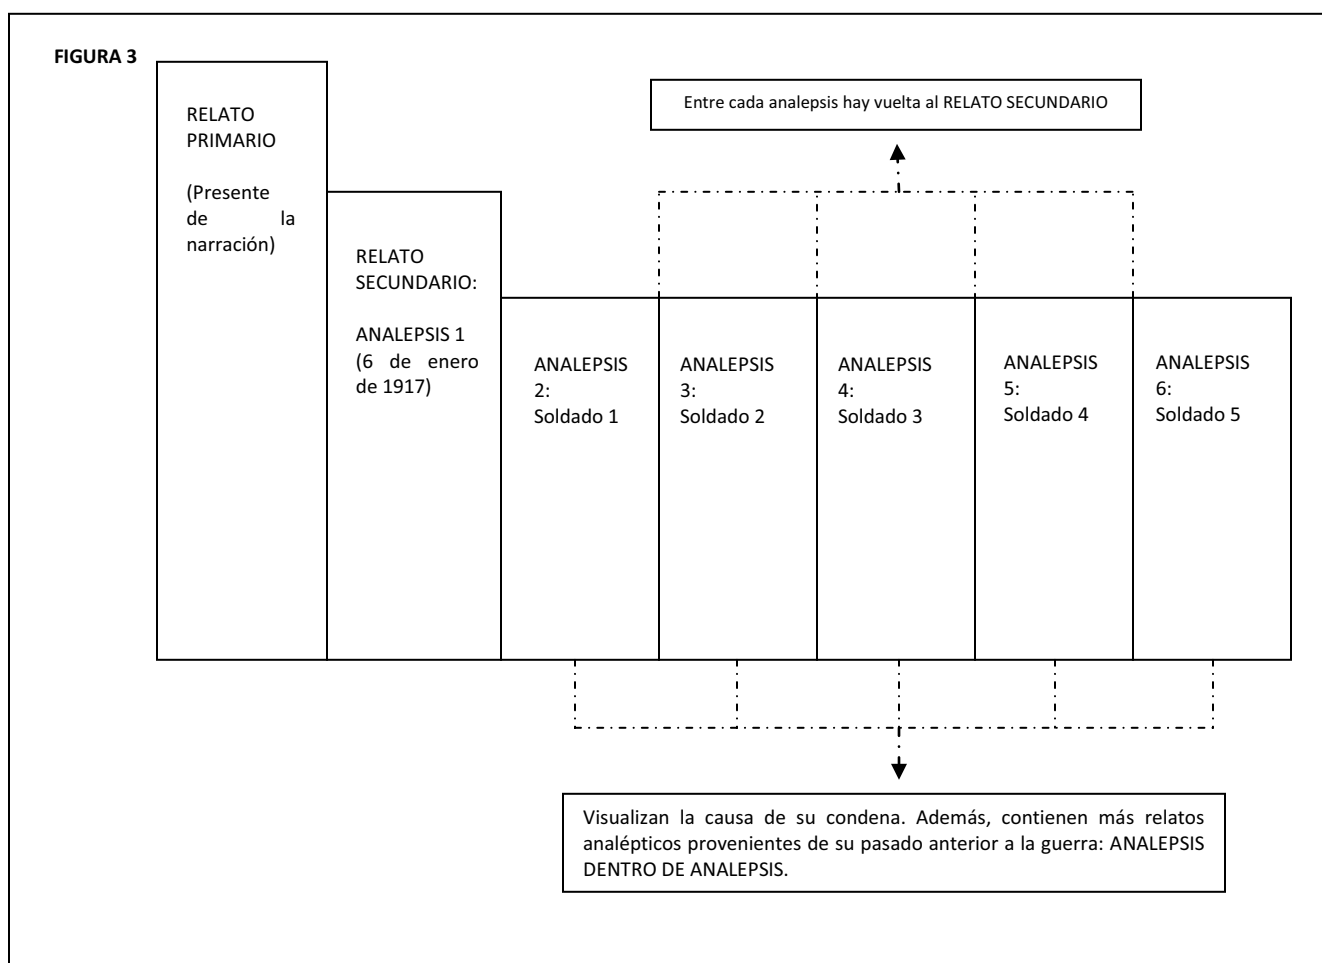 FIGURA 3
RELATO
PRIMARIO
(Presente
de la
narración)
Entre cada analepsis hay vuelta al RELATO SECUNDARIO
RELATO
SECUNDARIO:
ANALEPSIS 1
(6 de enero
de 1917)
ANALEPSIS
2:
Soldado 1
ANALEPSIS
3:
Soldado 2
ANALEPSIS
4:
Soldado 3
ANALEPSIS
5:
Soldado 4
ANALEPSIS
6:
Soldado 5
Visualizan la causa de su condena. Además, contienen más relatos
analépticos provenientes de su pasado anterior a la guerra: ANALEPSIS
DENTRO DE ANALEPSIS.